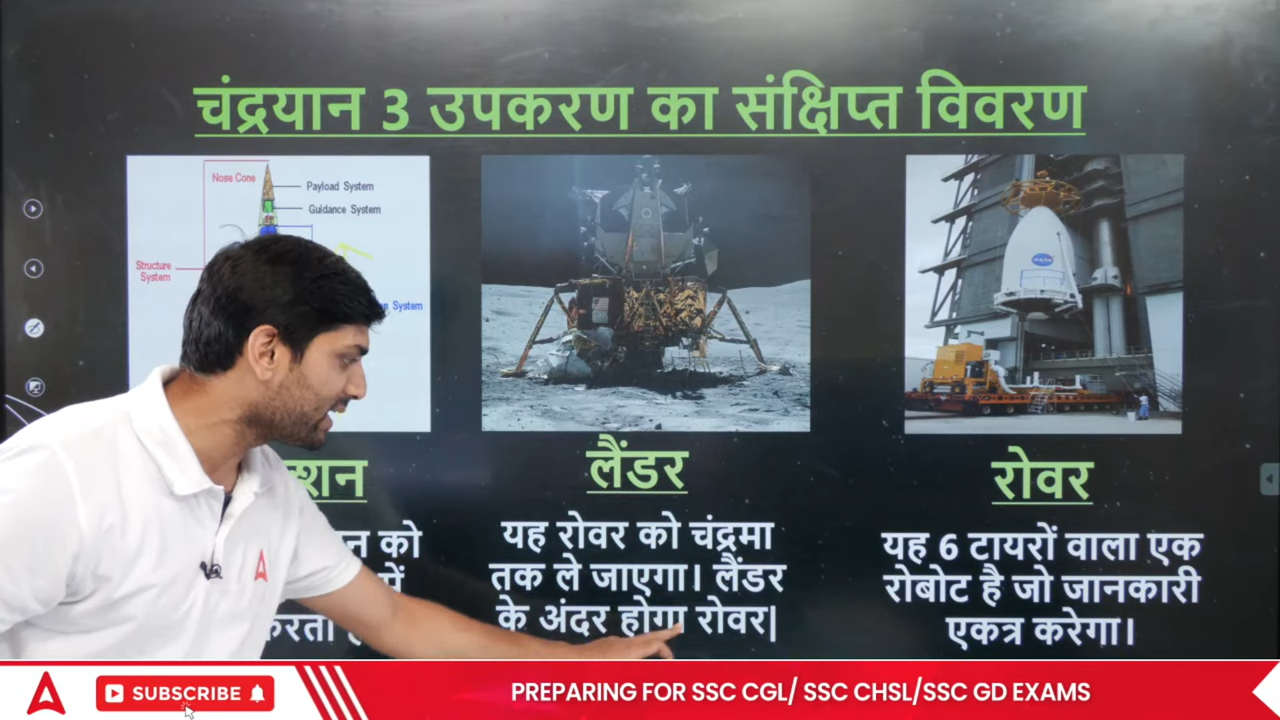 चंद्रयान 3 उपकरण का संक्षिप्त विवरण
Nose Cone
Payload System
Guidance System
Structure
System
System
लैंडर
यह रोवर को चंद्रमा
तक ले जाएगा। लैंडर
के अंदर होगा रोवर|
रोवर
यह 6 टायरों वाला एक
रोबोट है जो जानकारी
एकत्र करेगा।
को
में
SUBSCRIBE
PREPARING FOR SSC CGL/ SSC CHSL/SSC GD EXAMS